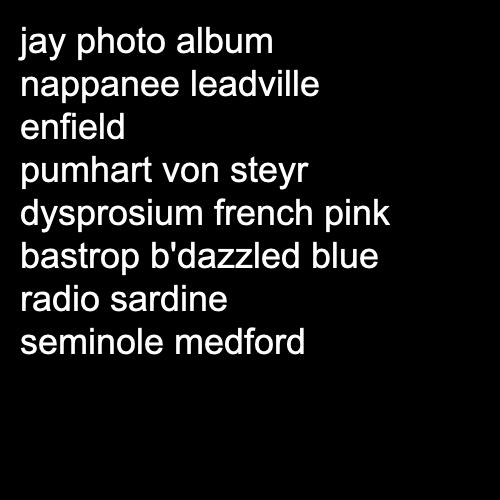 jay photo album
nappanee leadville
enfield
pumhart von steyr
dysprosium french pink
bastrop b'dazzled blue
radio sardine
seminole medford